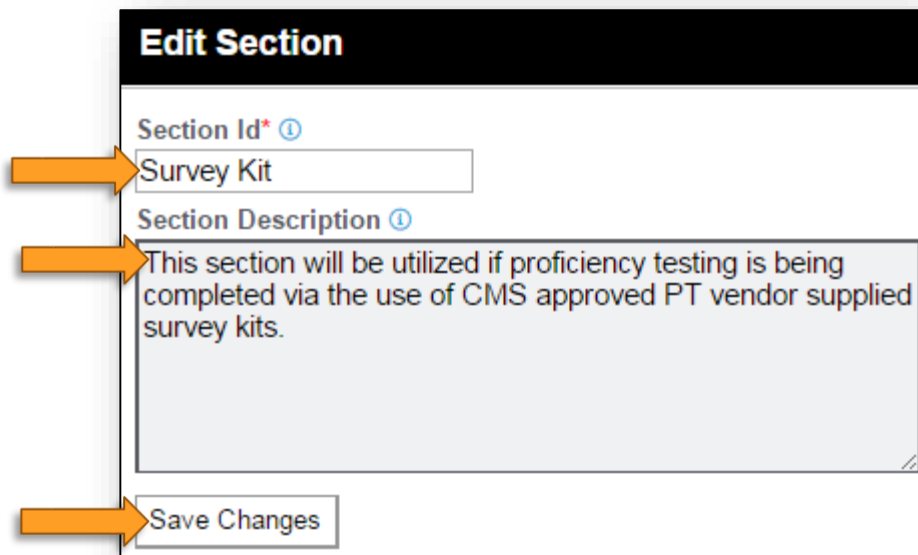 Edit Section
Section Id* ⓘ
Survey Kit
Section Description ⓘ
This section will be utilized if proficiency testing is being
completed via the use of CMS approved PT vendor supplied
survey kits.
Save Changes